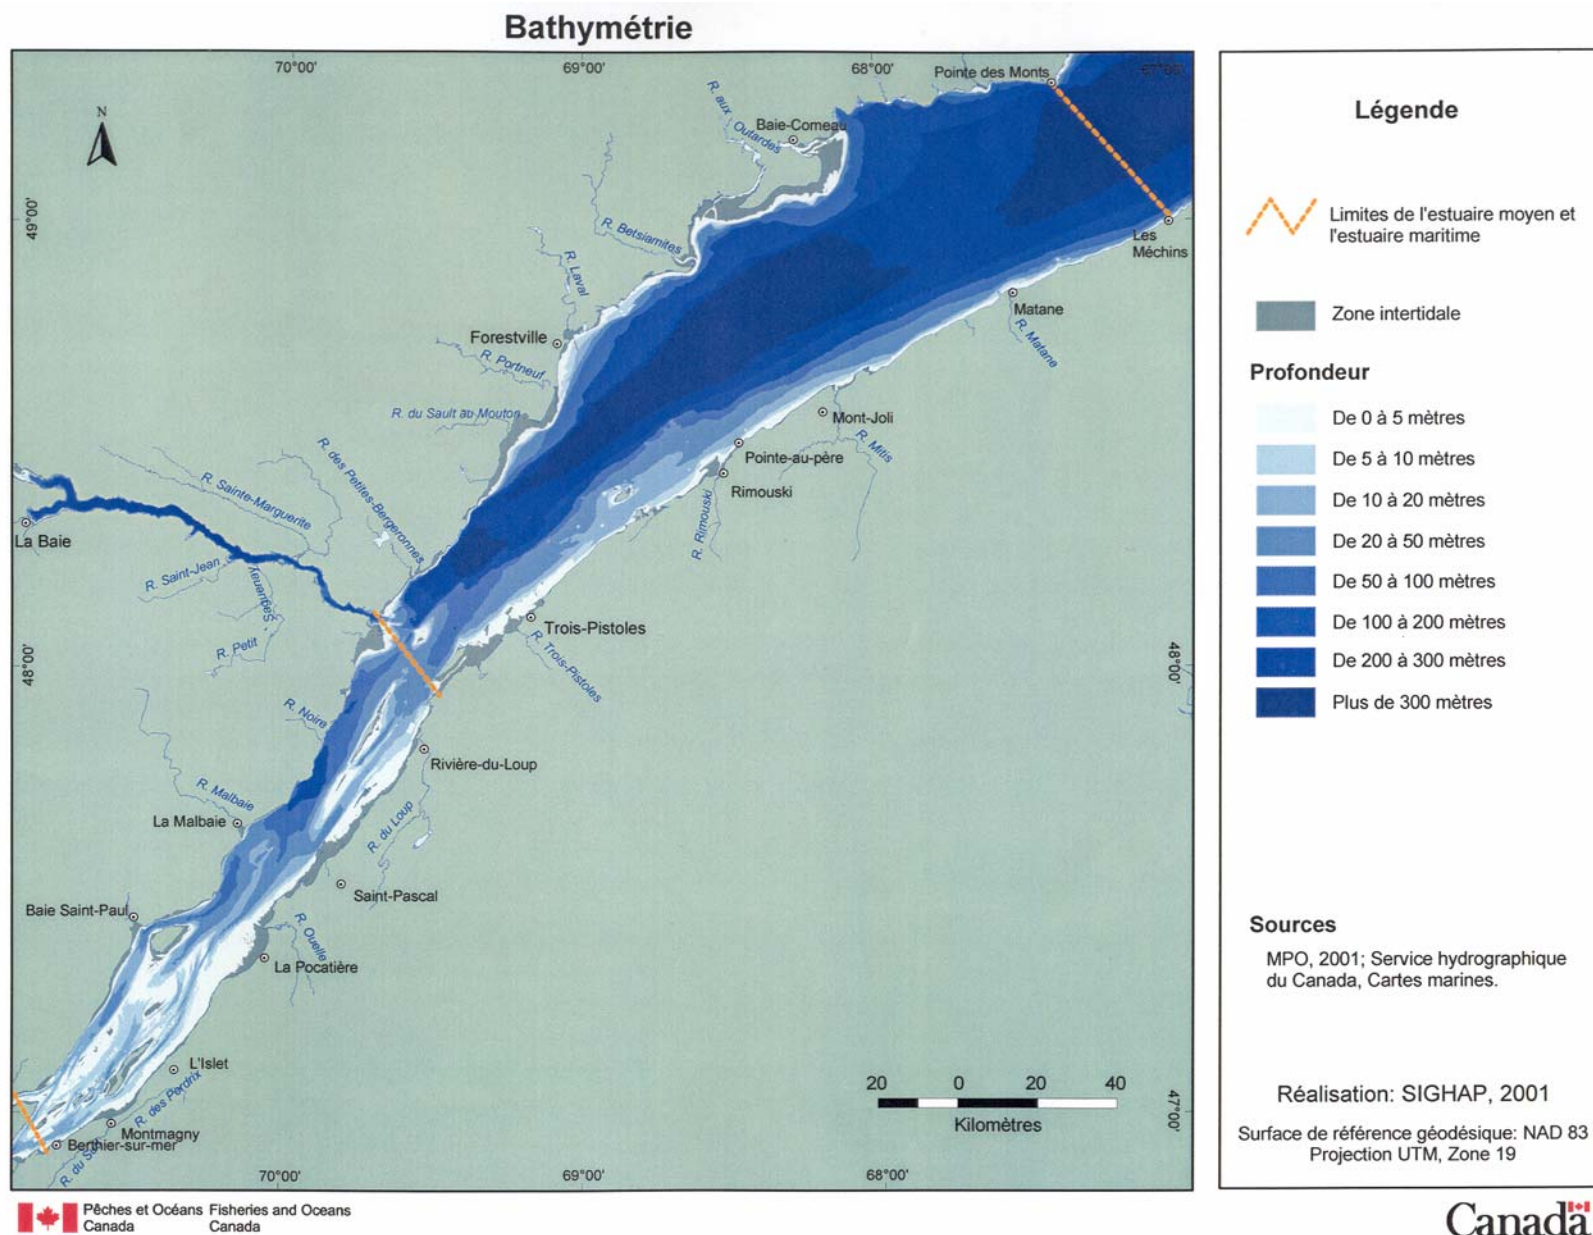 Bathymétrie
70°00'
69°00'
68°00'
67°00'
Pointe des Monts
N
R. aux Outardes
Baie-Comeau
49°00'
49°00'
R. Betsiamites
Les
Méchins
R. Laval
Matane
R. Matane
Forestville
R. Portneuf
R. du Sault au Mouton
Mont-Joli
R. Mitis
Pointe-au-père
Rimouski
R. Rimouski
R. des Petites-Bergeronnes
R. Sainte-Marguerite
La Baie
R. Saint-Jean
R. Petit Saguenay
Trois-Pistoles
R. Trois-Pistoles
48°00'
48°00'
R. Noire
Rivière-du-Loup
R. Malbaie
La Malbaie
R. du Loup
Saint-Pascal
Baie Saint-Paul
R. Ouelle
La Pocatière
L'Islet
R. des Perdrix
Montmagny
Berthier-sur-mer
R. du Sud
20 0 20 40
Kilomètres
47°00'
70°00'
69°00'
68°00'
Légende
Limites de l'estuaire moyen et
l'estuaire maritime
Zone intertidale
Profondeur
De 0 à 5 mètres
De 5 à 10 mètres
De 10 à 20 mètres
De 20 à 50 mètres
De 50 à 100 mètres
De 100 à 200 mètres
De 200 à 300 mètres
Plus de 300 mètres
Sources
MPO, 2001; Service hydrographique
du Canada, Cartes marines.
Réalisation: SIGHAP, 2001
Surface de référence géodésique: NAD 83
Projection UTM, Zone 19
Pêches et Océans Fisheries and Oceans
Canada Canada
Canada